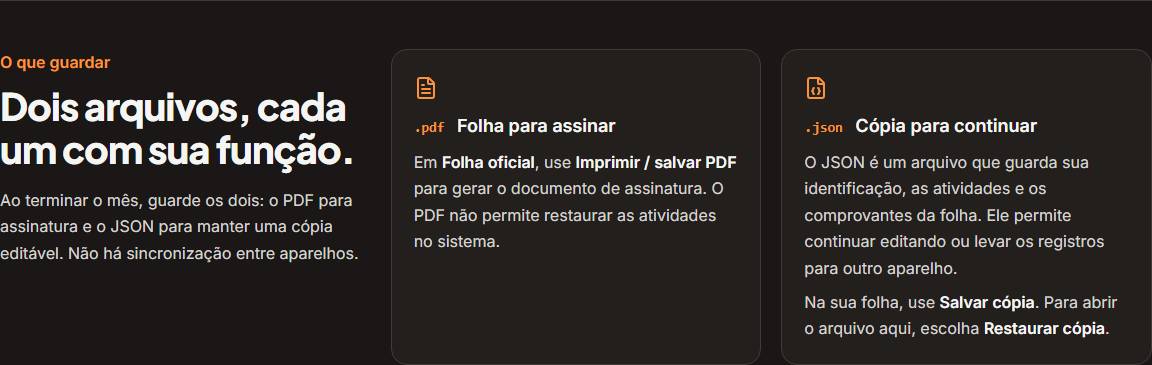 O que guardar
Dois arquivos, cada
um com sua função.
Ao terminar o mês, guarde os dois: o PDF para
assinatura e o JSON para manter uma cópia
editável. Não há sincronização entre aparelhos.
.pdf Folha para assinar
Em Folha oficial, use Imprimir / salvar PDF
para gerar o documento de assinatura. O
PDF não permite restaurar as atividades
no sistema.
.json Cópia para continuar
O JSON é um arquivo que guarda sua
identificação, as atividades e os
comprovantes da folha. Ele permite
continuar editando ou levar os registros
para outro aparelho.
Na sua folha, use Salvar cópia. Para abrir
o arquivo aqui, escolha Restaurar cópia.